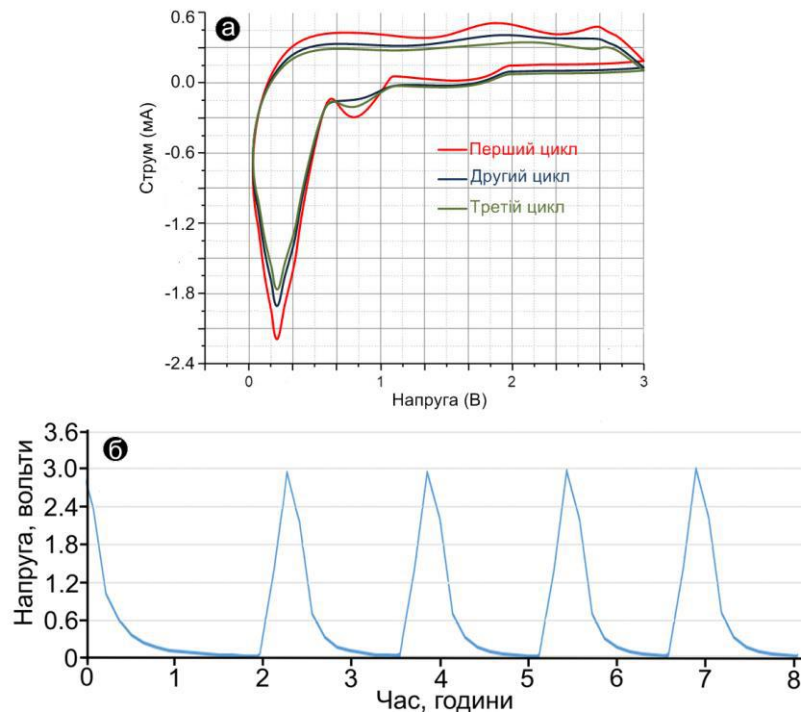 а
0.6
0.0
-0.6
-1.2
-1.8
-2.4
Струм (мА)
Перший цикл
Другий цикл
Третій цикл
0 1 2 3
Напруга (В)
б
3.6
3.0
2.4
1.8
1.2
0.6
0
Напруга, вольти
0 1 2 3 4 5 6 7 8
Час, години